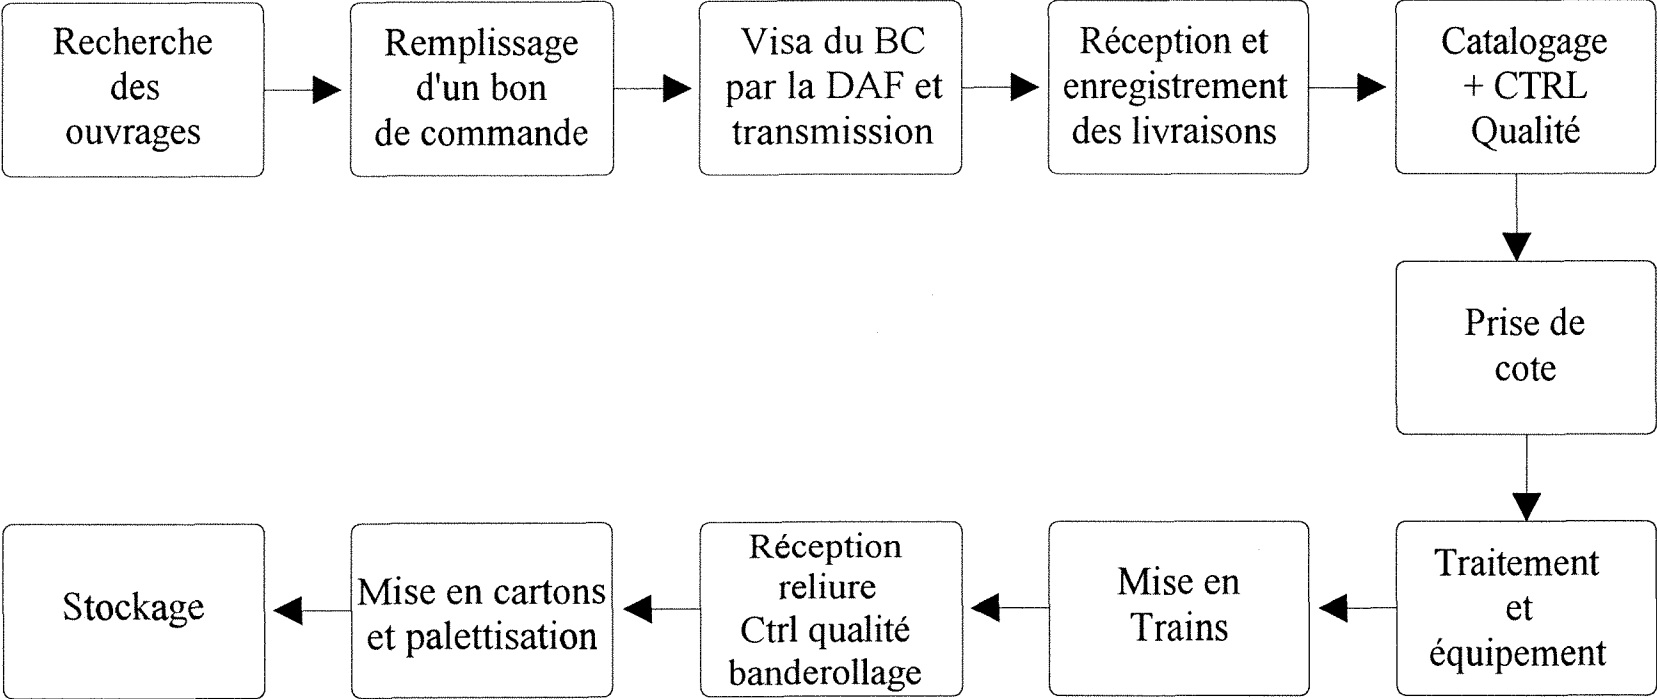 Recherche
des
ouvrages
Remplissage
d'un bon
de commande
Visa du BC
par la DAF et
transmission
Réception et
enregistrement
des livraisons
Catalogage
+ CTRL
Qualité
Prise de
cote
Traitement
et
équipement
Mise en
Trains
Réception
reliure
Ctrl qualité
banderollage
Mise en cartons
et palettisation
Stockage